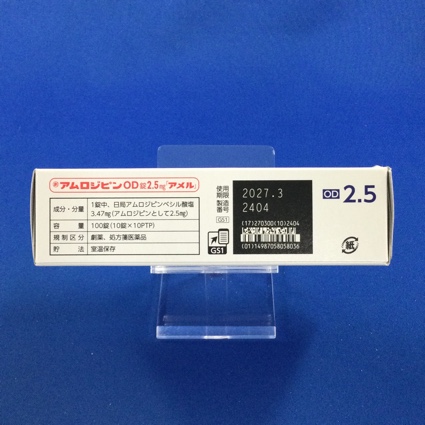 アムロジピンOD錠2.5mg「アメル」
成分・分量 1錠中、日局アムロジピンベシル酸塩
3.47mg(アムロジピンとして2.5mg)
容量 100錠(10錠×10PTP)
規制区分 劇薬、処方箋医薬品
貯法 室温保存
GS1
使用
期限 2027.3
製造
番号 2404
GS1
(17)270300(10)2404
(01)14987058058036
OD 2.5
紙